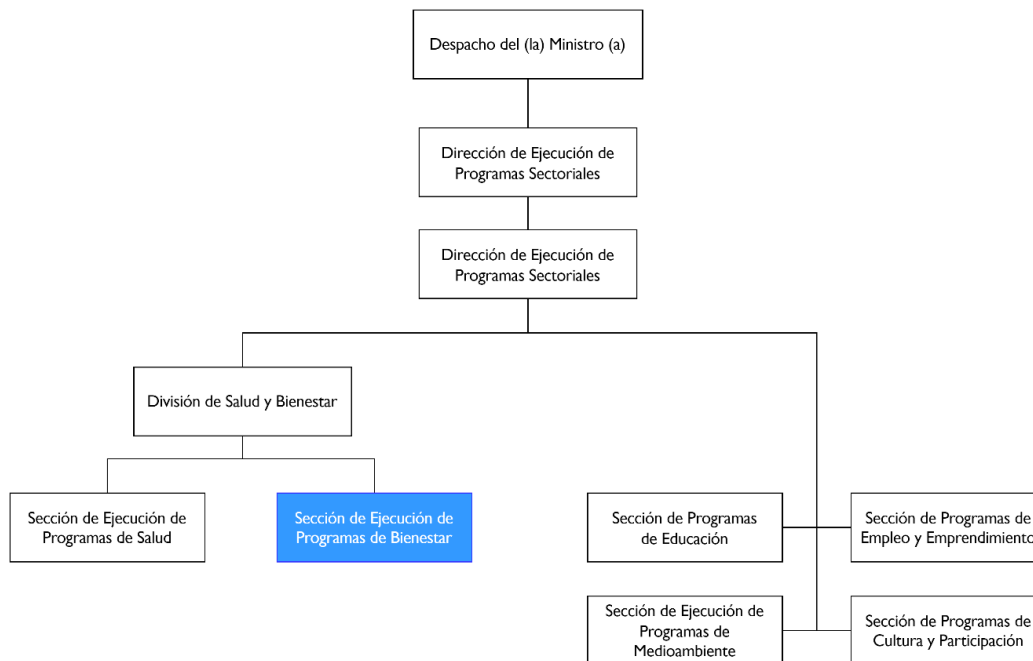 Despacho del (la) Ministro (a)
Dirección de Ejecución de
Programas Sectoriales
Dirección de Ejecución de
Programas Sectoriales
División de Salud y Bienestar
Sección de Ejecución de
Programas de Salud
Sección de Ejecución de
Programas de Bienestar
Sección de Programas
de Educación
Sección de Programas de
Empleo y Emprendimiento
Sección de Ejecución de
Programas de
Medioambiente
Sección de Programas de
Cultura y Participación